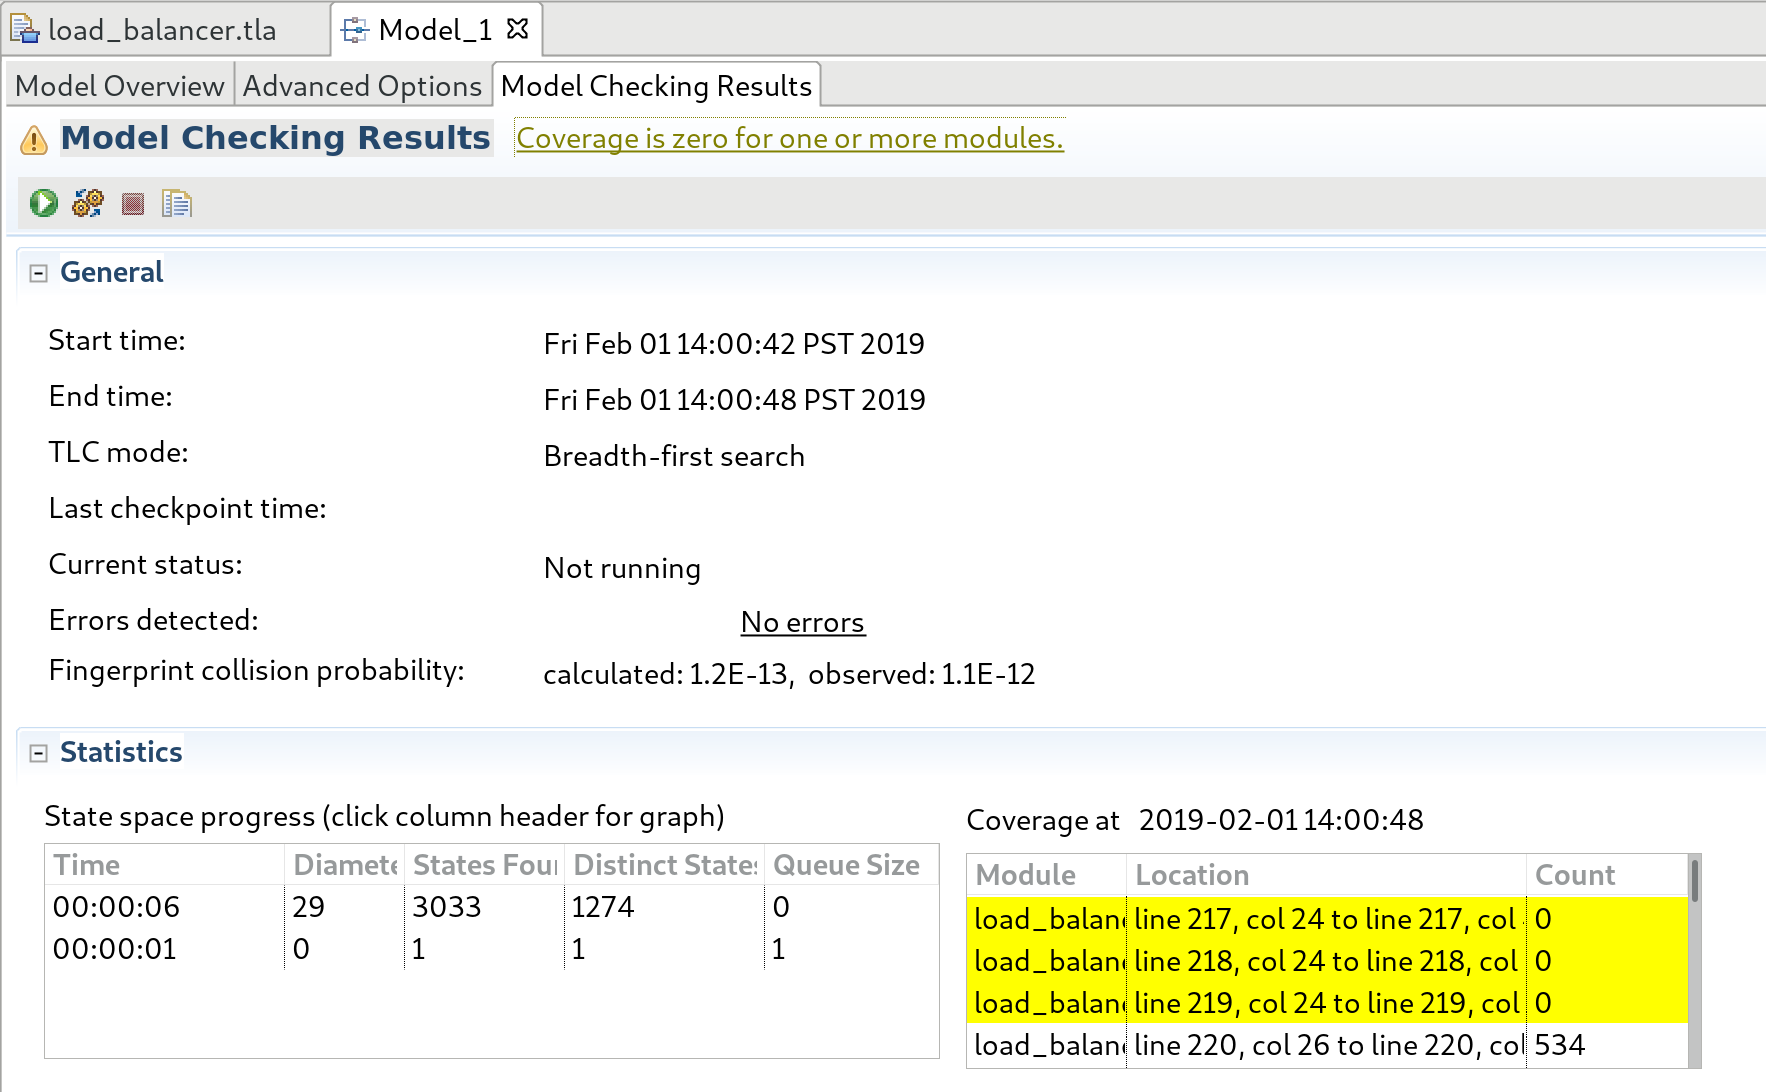 load_balancer.tla
Model_1
Model Overview
Advanced Options
Model Checking Results
Model Checking Results
Coverage is zero for one or more modules.
General
Start time: Fri Feb 01 14:00:42 PST 2019
End time: Fri Feb 01 14:00:48 PST 2019
TLC mode: Breadth-first search
Last checkpoint time:
Current status: Not running
Errors detected: No errors
Fingerprint collision probability: calculated: 1.2E-13, observed: 1.1E-12
Statistics
State space progress (click column header for graph)
Time Diamete States Four Distinct States Queue Size
00:00:06 29 3033 1274 0
00:00:01 0 1 1 1
Coverage at 2019-02-01 14:00:48
Module Location Count
load_balan line 217, col 24 to line 217, col 0
load_balan line 218, col 24 to line 218, col 0
load_balan line 219, col 24 to line 219, col 0
load_balan line 220, col 26 to line 220, col 534